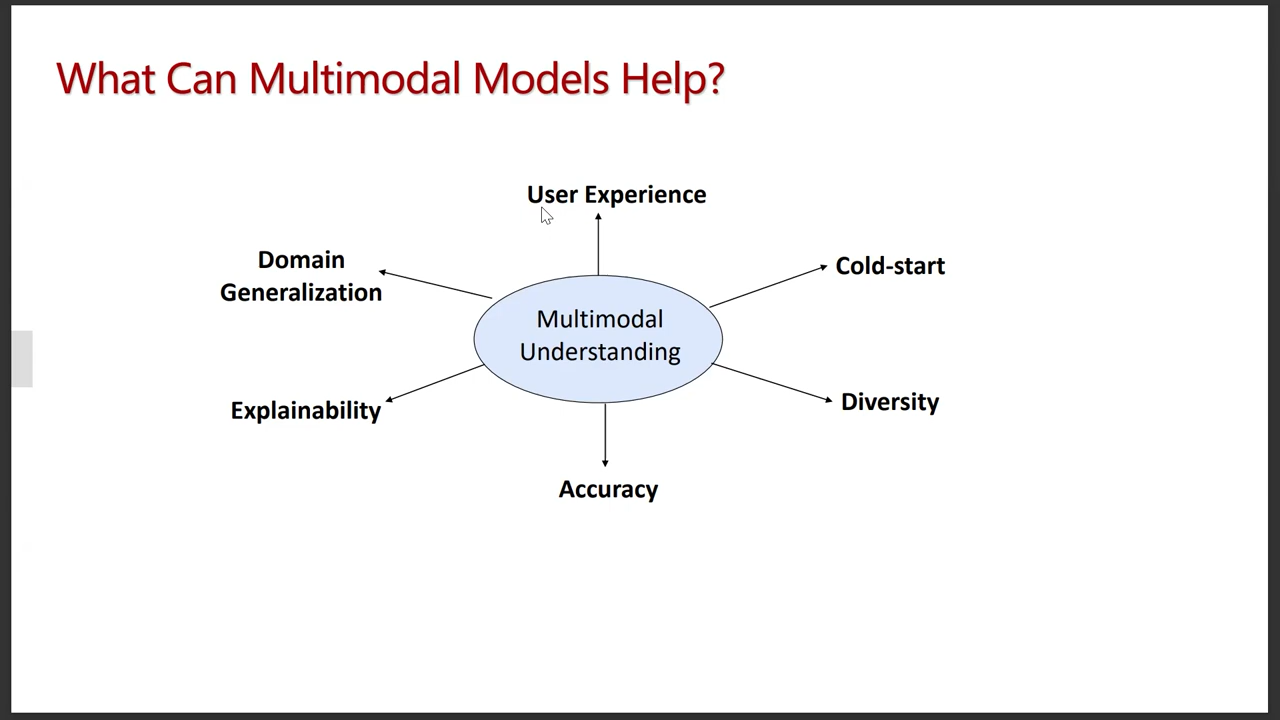 What Can Multimodal Models Help?
User Experience
Domain
Generalization
Cold-start
Multimodal
Understanding
Explainability
Diversity
Accuracy